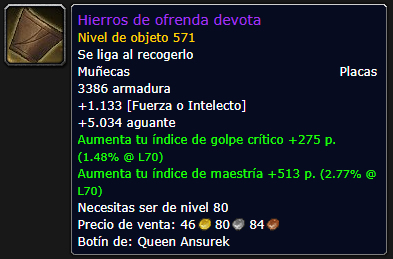 Hierros de ofrenda devota
Nivel de objeto 571
Se liga al recogerlo
Muñecas Placas
3386 armadura
+1.133 [Fuerza o Intelecto]
+5.034 aguante
Aumenta tu índice de golpe crítico +275 p.
(1.48% @ L70)
Aumenta tu índice de maestría +513 p. (2.77% @
L70)
Necesitas ser de nivel 80
Precio de venta: 46 80 84
Botín de: Queen Ansurek